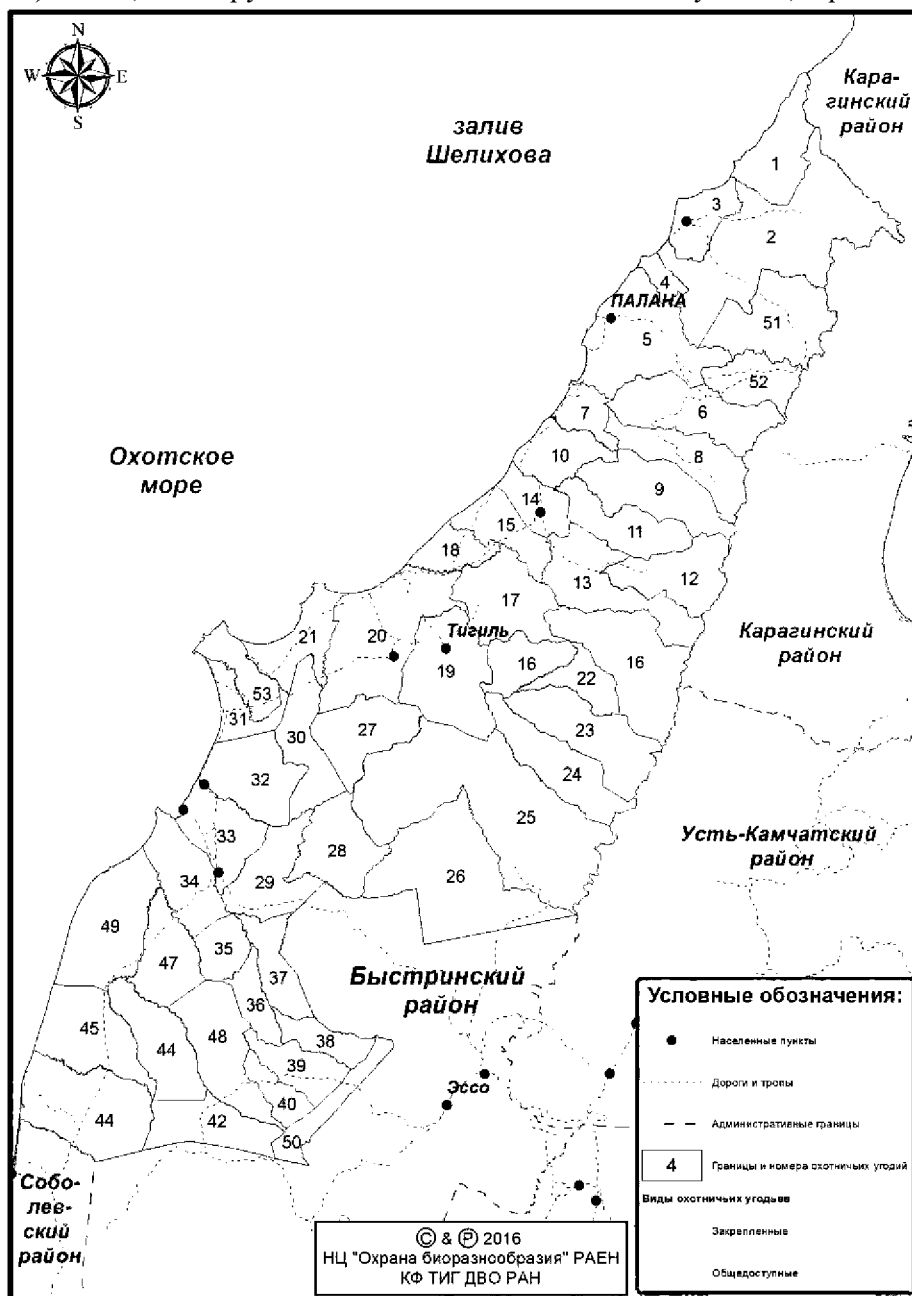 N
W E
S
Кара-
гинский
район
залив
Шелихова
1
3
2
4
ПАЛАНА
51
5
52
6
7
8
Охотское
море
10
9
14
15
11
18
13
12
17
21
20
Тигиль
Карагинский
район
16
16
19
22
53
31
23
30
27
24
32
25
Усть-Камчатский
район
33
28
34
29
26
49
35
47
37
Быстринский
район
36
45
48
38
44
39
Эссо
40
44
42
50
Собо-
лев-
ский
район
Условные обозначения:
Населенные пункты
Дороги и тропы
Административные границы
4 Границы и номера охотничьих угодий
Виды охотничьих угодьев
Закрепленные
Общедоступные
© & ℗ 2016
НЦ "Охрана биоразнообразия" РАЕН
КФ ТИГ ДВО РАН